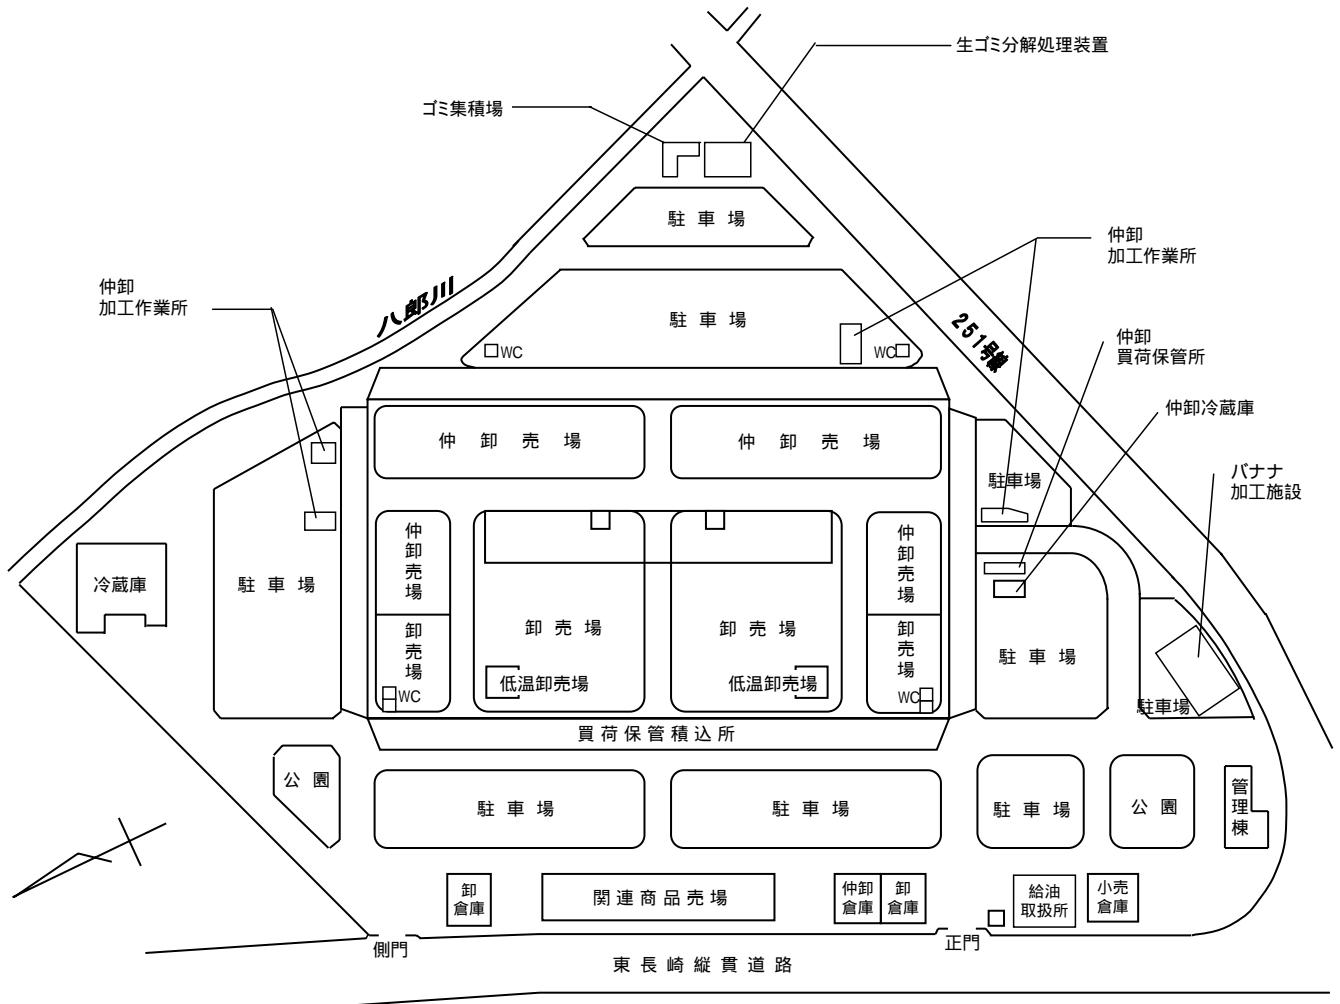 生ゴミ分解処理装置
ゴミ集積場
駐車場
仲卸
加工作業所
仲卸
加工作業所
八郎川
駐車場
251号線
WC
WC
仲卸
買荷保管所
仲卸冷蔵庫
仲卸売場
仲卸売場
バナナ
加工施設
駐車場
仲卸売場
仲卸売場
冷蔵庫
駐車場
卸売場
卸売場
卸売場
卸売場
駐車場
低温卸売場
低温卸売場
WC
WC
駐車場
買荷保管積込所
公園
駐車場
駐車場
駐車場
公園
管理棟
卸
倉庫
関連商品売場
仲卸
倉庫
卸
倉庫
給油
取扱所
小売
倉庫
側門
正門
東長崎縦貫道路